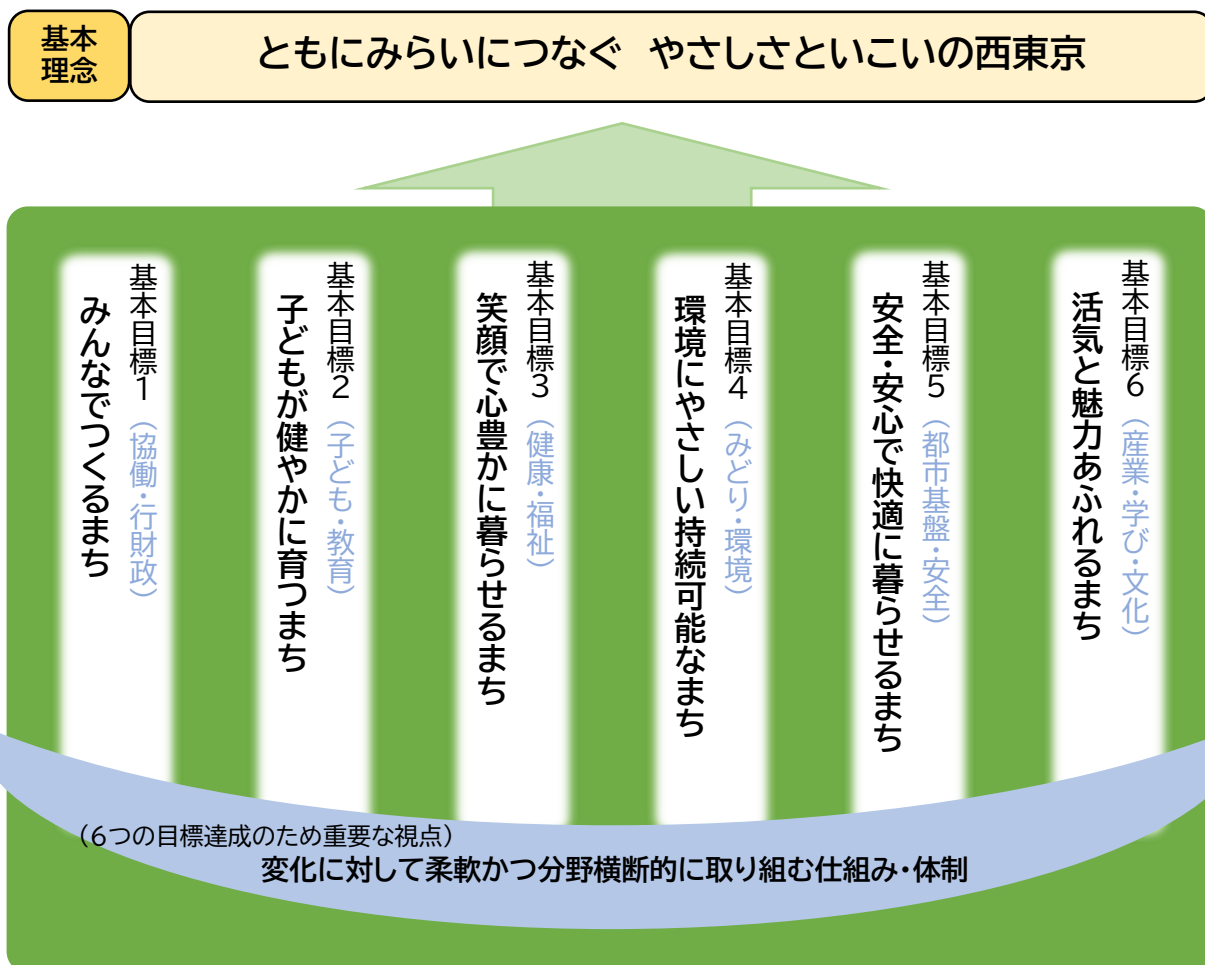 基本
理念
ともにみらいにつなぐ　やさしさといこいの西東京
基本目標1（協働・行財政）
みんなでつくるまち
基本目標2（子ども・教育）
子どもが健やかに育つまち
基本目標3（健康・福祉）
笑顔で心豊かに暮らせるまち
基本目標4（みどり・環境）
環境にやさしい持続可能なまち
基本目標5（都市基盤・安全）
安全・安心で快適に暮らせるまち
基本目標6（産業・学び・文化）
活気と魅力あふれるまち
（6つの目標達成のため重要な視点）
変化に対して柔軟かつ分野横断的に取り組む仕組み・体制